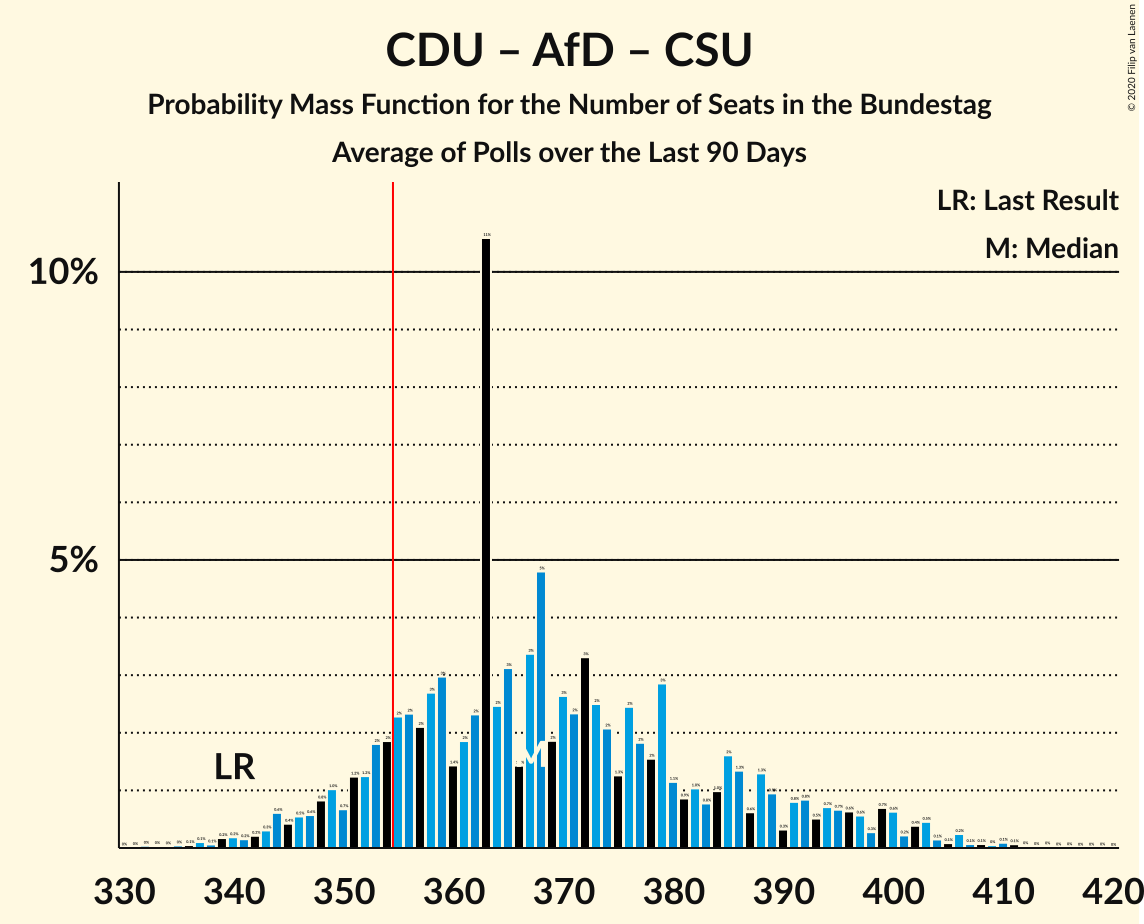 CDU – AfD – CSU
Probability Mass Function for the Number of Seats in the Bundestag
Average of Polls over the Last 90 Days
© 2020 Filip van Laenen
LR: Last Result
M: Median
10%
5%
LR
M
330 340 350 360 370 380 390 400 410 420